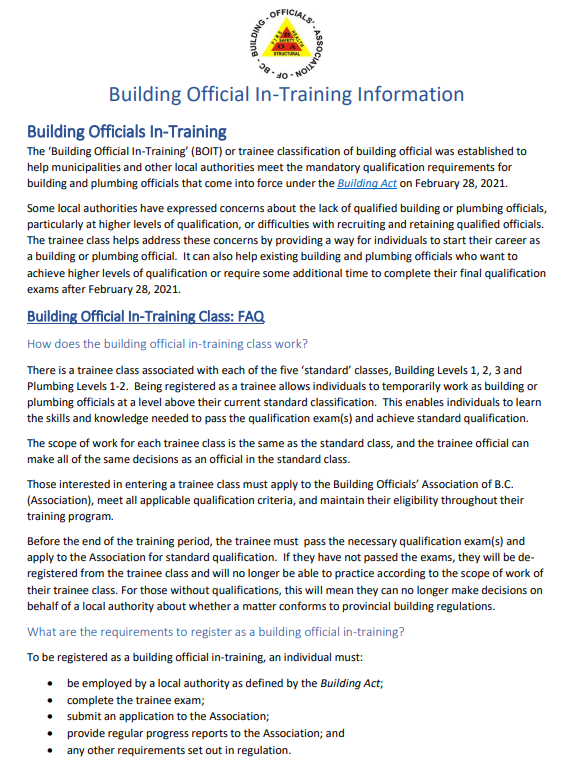 BUILDING · OFFICIALS' · ASSOCIATION · OF · BC ·
FIRE HEALTH
SAFETY
B
O A
STRUCTURAL
Building Official In-Training Information
Building Officials In-Training
The 'Building Official In-Training' (BOIT) or trainee classification of building official was established to
help municipalities and other local authorities meet the mandatory qualification requirements for
building and plumbing officials that come into force under the Building Act on February 28, 2021.
Some local authorities have expressed concerns about the lack of qualified building or plumbing officials,
particularly at higher levels of qualification, or difficulties with recruiting and retaining qualified officials.
The trainee class helps address these concerns by providing a way for individuals to start their career as
a building or plumbing official. It can also help existing building and plumbing officials who want to
achieve higher levels of qualification or require some additional time to complete their final qualification
exams after February 28, 2021.
Building Official In-Training Class: FAQ
How does the building official in-training class work?
There is a trainee class associated with each of the five 'standard' classes, Building Levels 1, 2, 3 and
Plumbing Levels 1-2. Being registered as a trainee allows individuals to temporarily work as building or
plumbing officials at a level above their current standard classification. This enables individuals to learn
the skills and knowledge needed to pass the qualification exam(s) and achieve standard qualification.
The scope of work for each trainee class is the same as the standard class, and the trainee official can
make all of the same decisions as an official in the standard class.
Those interested in entering a trainee class must apply to the Building Officials' Association of B.C.
(Association), meet all applicable qualification criteria, and maintain their eligibility throughout their
training program.
Before the end of the training period, the trainee must pass the necessary qualification exam(s) and
apply to the Association for standard qualification. If they have not passed the exams, they will be de-
registered from the trainee class and will no longer be able to practice according to the scope of work of
their trainee class. For those without qualifications, this will mean they can no longer make decisions on
behalf of a local authority about whether a matter conforms to provincial building regulations.
What are the requirements to register as a building official in-training?
To be registered as a building official in-training, an individual must:
• be employed by a local authority as defined by the Building Act;
• complete the trainee exam;
• submit an application to the Association;
• provide regular progress reports to the Association; and
• any other requirements set out in regulation.